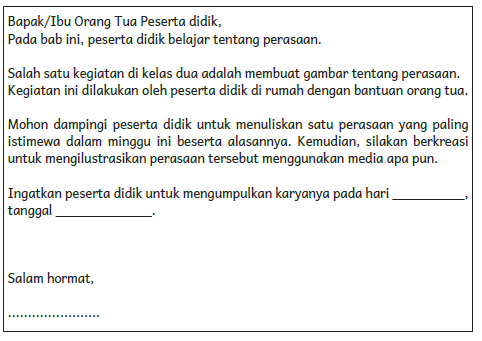 Bapak/Ibu Orang Tua Peserta didik,
Pada bab ini, peserta didik belajar tentang perasaan.
Salah satu kegiatan di kelas dua adalah membuat gambar tentang perasaan.
Kegiatan ini dilakukan oleh peserta didik di rumah dengan bantuan orang tua.
Mohon dampingi peserta didik untuk menuliskan satu perasaan yang paling
istimewa dalam minggu ini beserta alasannya. Kemudian, silakan berkreasi
untuk mengilustrasikan perasaan tersebut menggunakan media apa pun.
Ingatkan peserta didik untuk mengumpulkan karyanya pada hari __________,
tanggal _____________.
Salam hormat,
.......................